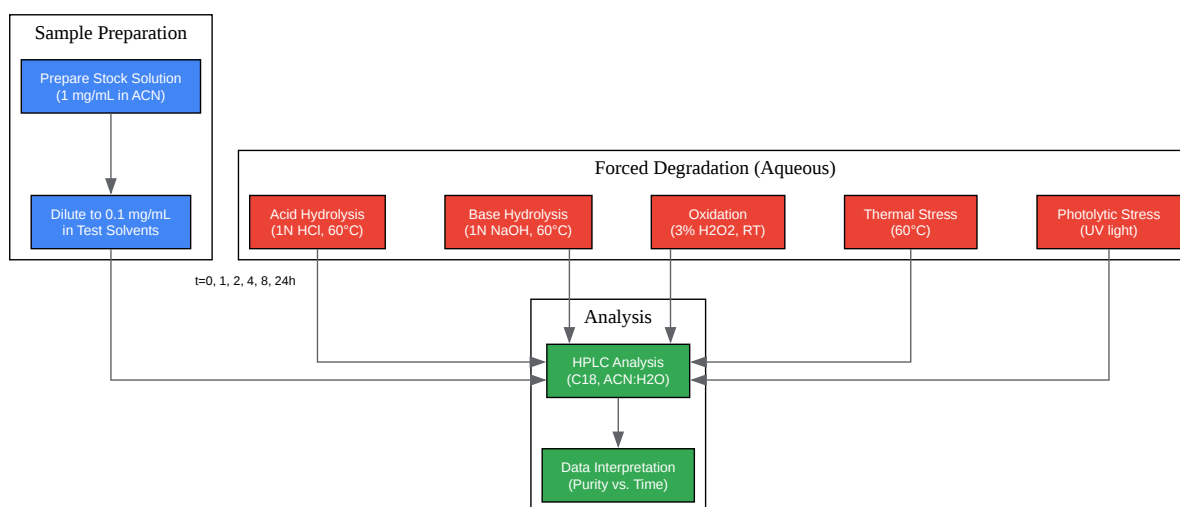 Sample Preparation
Prepare Stock Solution
(1 mg/mL in ACN)
Dilute to 0.1 mg/mL
in Test Solvents
Forced Degradation (Aqueous)
Acid Hydrolysis
(1N HCl, 60°C)
Base Hydrolysis
(1N NaOH, 60°C)
Oxidation
(3% H2O2, RT)
Thermal Stress
(60°C)
Photolytic Stress
(UV light)
t=0, 1, 2, 4, 8, 24h
Analysis
HPLC Analysis
(C18, ACN:H2O)
Data Interpretation
(Purity vs. Time)